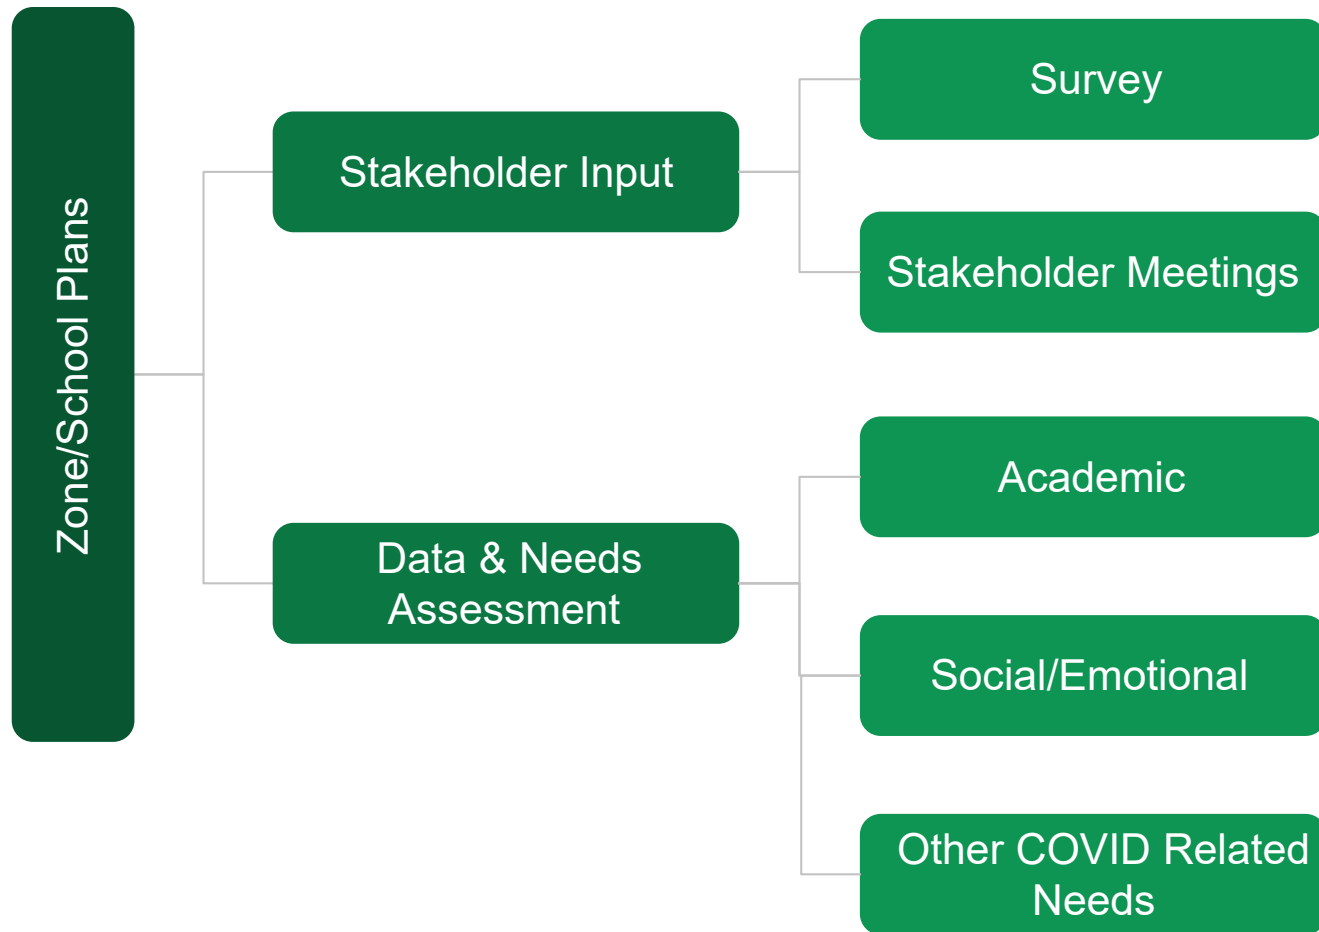 Zone/School Plans
Stakeholder Input
Survey
Stakeholder Meetings
Data & Needs
Assessment
Academic
Social/Emotional
Other COVID Related
Needs